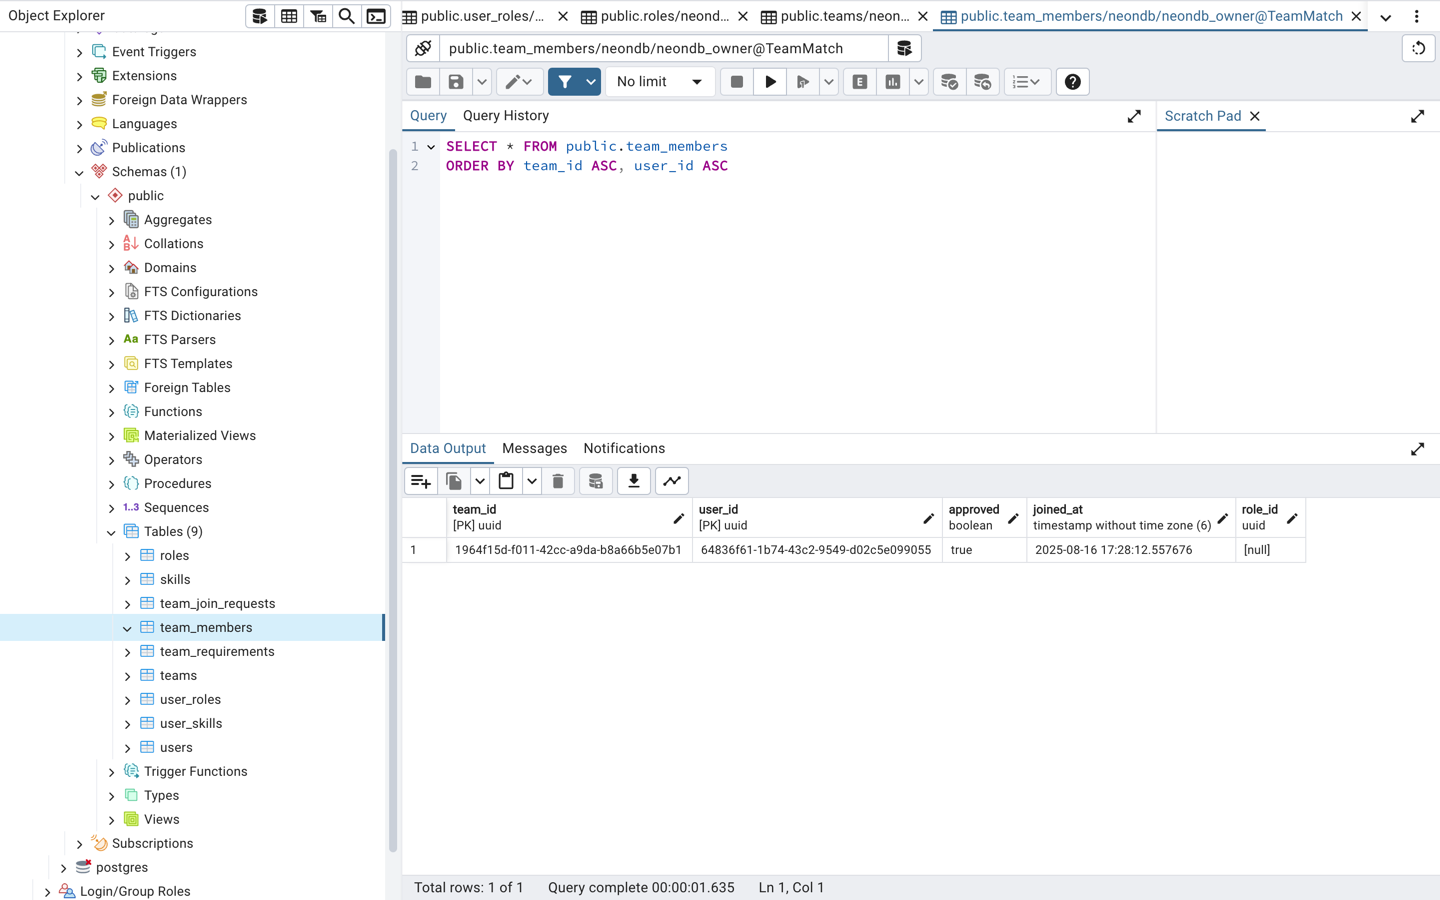 Object Explorer
Event Triggers
Extensions
Foreign Data Wrappers
Languages
Publications
Schemas (1)
public
Aggregates
Collations
Domains
FTS Configurations
FTS Dictionaries
Aa FTS Parsers
FTS Templates
Foreign Tables
Functions
Materialized Views
Operators
Procedures
1..3 Sequences
Tables (9)
roles
skills
team_join_requests
team_members
team_requirements
teams
user_roles
user_skills
users
Trigger Functions
Types
Views
Subscriptions
postgres
Login/Group Roles
public.user_roles/... public.roles/neond... public.teams/neon... public.team_members/neondb/neondb_owner@TeamMatch
public.team_members/neondb/neondb_owner@TeamMatch
No limit
E
Query Query History
Scratch Pad
1 SELECT * FROM public.team_members
2 ORDER BY team_id ASC, user_id ASC
Data Output Messages Notifications
team_id user_id approved joined_at role_id
[PK] uuid [PK] uuid boolean timestamp without time zone (6) uuid
1 1964f15d-f011-42cc-a9da-b8a66b5e07b1 64836f61-1b74-43c2-9549-d02c5e099055 true 2025-08-16 17:28:12.557676 [null]
Total rows: 1 of 1 Query complete 00:00:01.635 Ln 1, Col 1